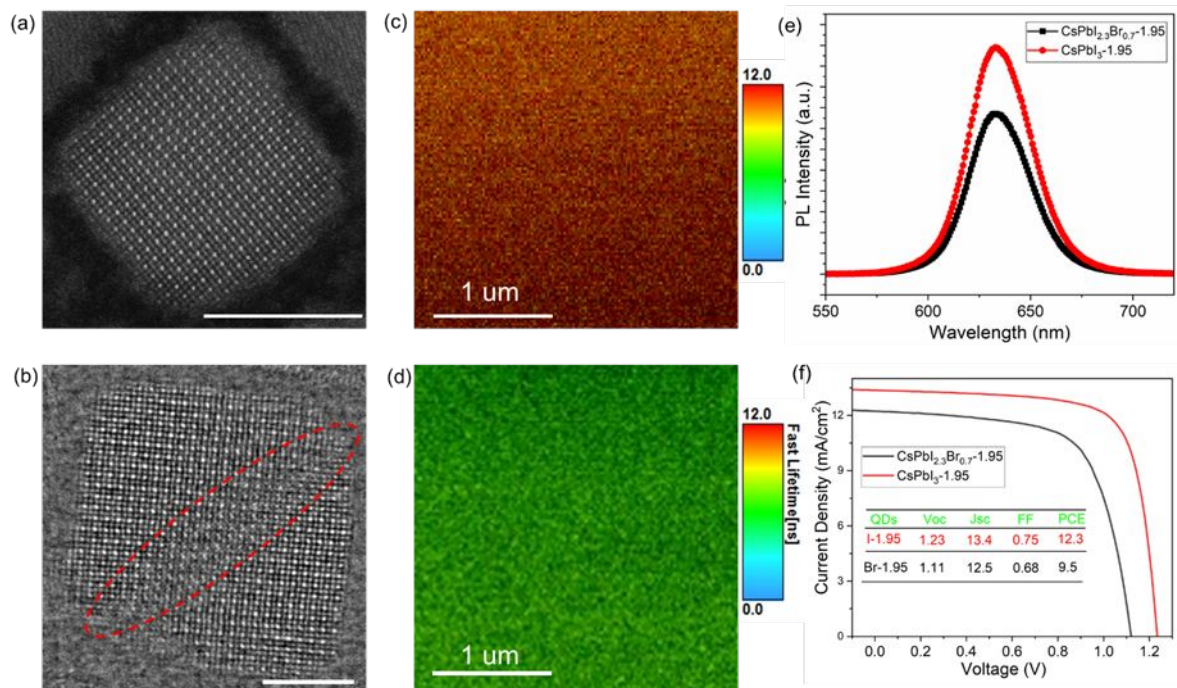 (a)
(c)
12.0
0.0
1 um
(e)
PL Intensity (a.u.)
CsPbI2.3Br0.7-1.95
CsPbI3-1.95
550 600 650 700
Wavelength (nm)
(b)
(d)
12.0
Fast Lifetime[ns]
0.0
1 um
(f)
Current Density (mA/cm²)
12
9
6
3
0
CsPbI2.3Br0.7-1.95
CsPbI3-1.95
QDs Voc Jsc FF PCE
I-1.95 1.23 13.4 0.75 12.3
Br-1.95 1.11 12.5 0.68 9.5
0.0 0.2 0.4 0.6 0.8 1.0 1.2
Voltage (V)